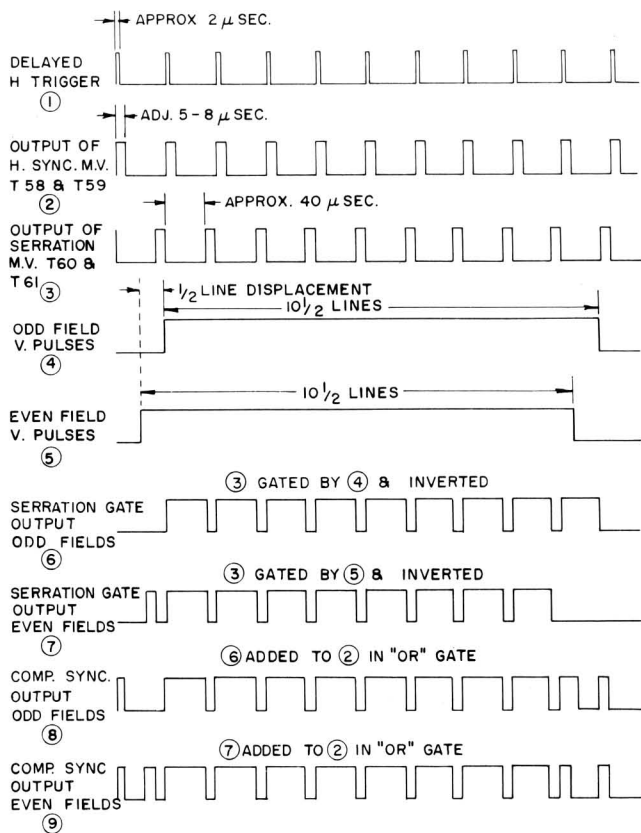 APPROX 2 μ SEC.
DELAYED
H TRIGGER
①
ADJ. 5 - 8 μ SEC.
OUTPUT OF
H. SYNC. M.V.
T 58 & T59
②
APPROX. 40 μ SEC.
OUTPUT OF
SERRATION
M.V. T60 &
T61
③
1/2 LINE DISPLACEMENT
10 1/2 LINES
ODD FIELD
V. PULSES
④
10 1/2 LINES
EVEN FIELD
V. PULSES
⑤
③ GATED BY ④ & INVERTED
SERRATION GATE
OUTPUT
ODD FIELDS
⑥
③ GATED BY ⑤ & INVERTED
SERRATION GATE
OUTPUT
EVEN FIELDS
⑦
⑥ ADDED TO ② IN "OR" GATE
COMP. SYNC.
OUTPUT
ODD FIELDS
⑧
⑦ ADDED TO ② IN "OR" GATE
COMP. SYNC
OUTPUT
EVEN FIELDS
⑨